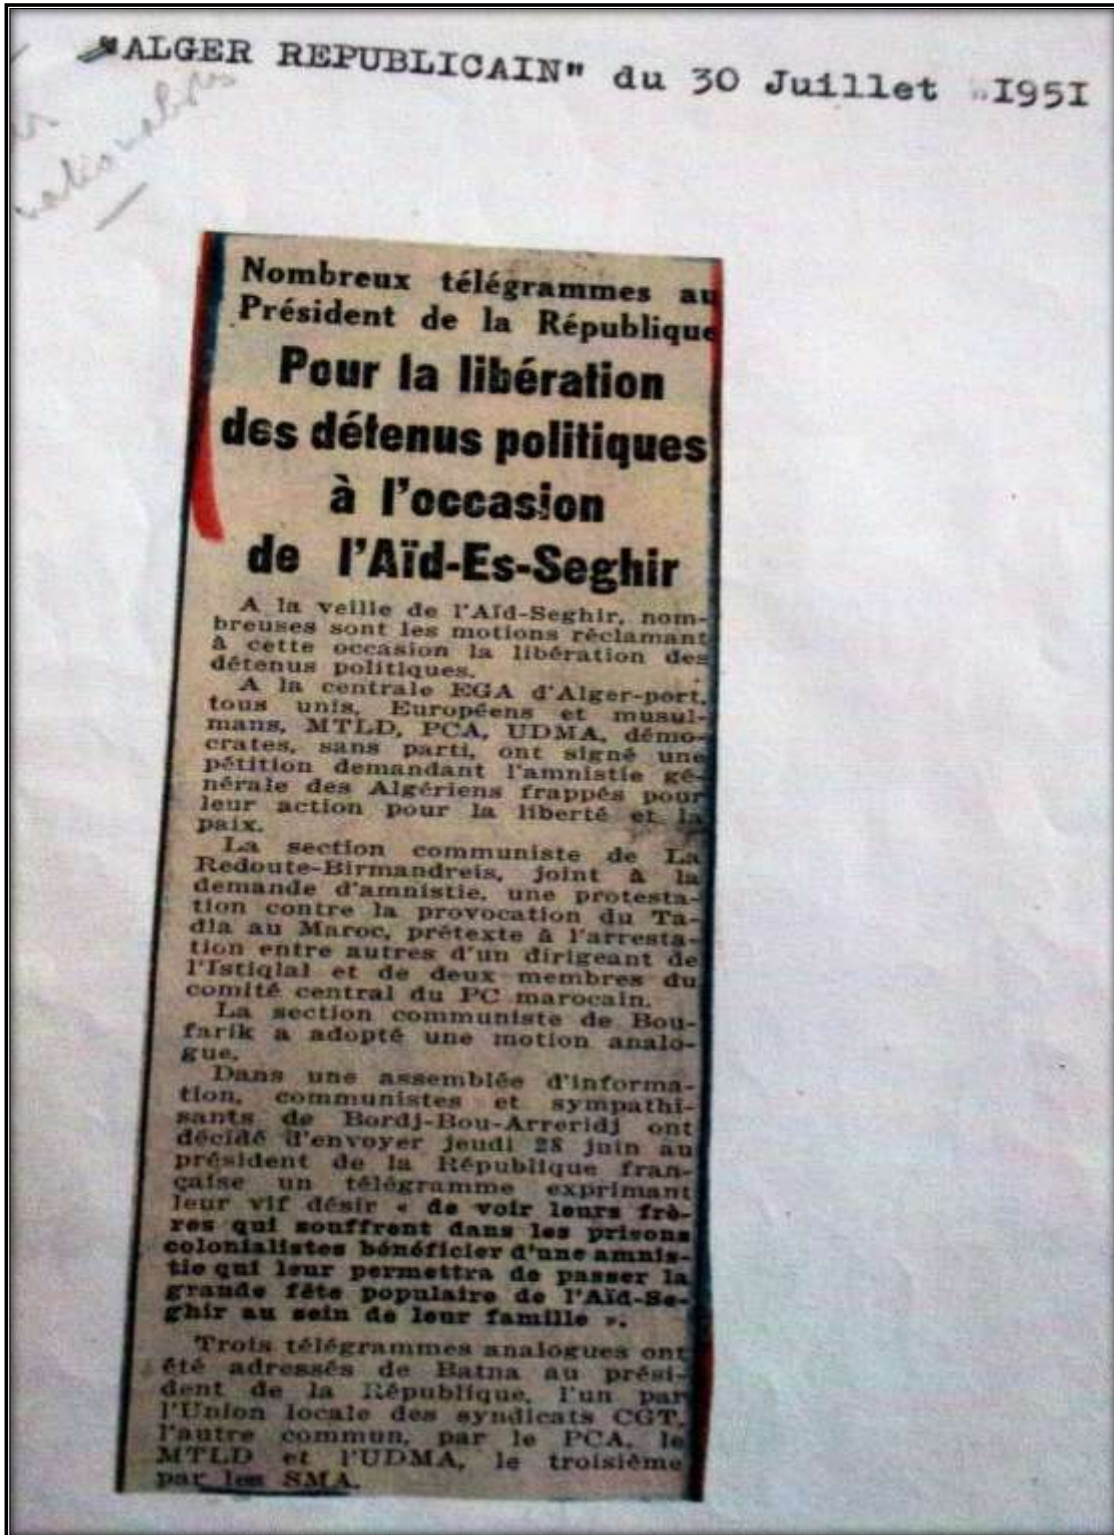 "ALGER REPUBLICAIN" du 30 Juillet I95I
Nombreux télégrammes au
Président de la République
Pour la libération
des détenus politiques
à l'occasion
de l'Aïd-Es-Seghir
A la veille de l'Aïd-Seghir, nom-
breuses sont les motions réclamant
à cette occasion la libération des
détenus politiques.
A la centrale EGA d'Alger-port,
tous unis, Européens et musul-
mans, MTLD, PCA, UDMA, démo-
crates, sans parti, ont signé une
pétition demandant l'amnistie gé-
nérale des Algériens frappés pour
leur action pour la liberté et la
paix.
La section communiste de La
Redoute-Birmandreis, joint à la
demande d'amnistie, une protesta-
tion contre la provocation du Ta-
dla au Maroc, prétexte à l'arresta-
tion entre autres d'un dirigeant de
l'Istiqlal et de deux membres du
comité central du PC marocain.
La section communiste de Bou-
farik a adopté une motion analo-
gue.
Dans une assemblée d'informa-
tion, communistes et sympathi-
sants de Bordj-Bou-Arreridj ont
décidé d'envoyer jeudi 28 juin au
président de la République fran-
çaise un télégramme exprimant
leur vif désir « de voir leurs frè-
res qui souffrent dans les prisons
colonialistes bénéficier d'une amnis-
tie qui leur permettra de passer la
grande fête populaire de l'Aïd-Se-
ghir au sein de leur famille ».
Trois télégrammes analogues ont
été adressés de Batna au prési-
dent de la République, l'un par
l'Union locale des syndicats CGT,
l'autre commun, par le PCA, le
MTLD et l'UDMA, le troisième
par les SMA.